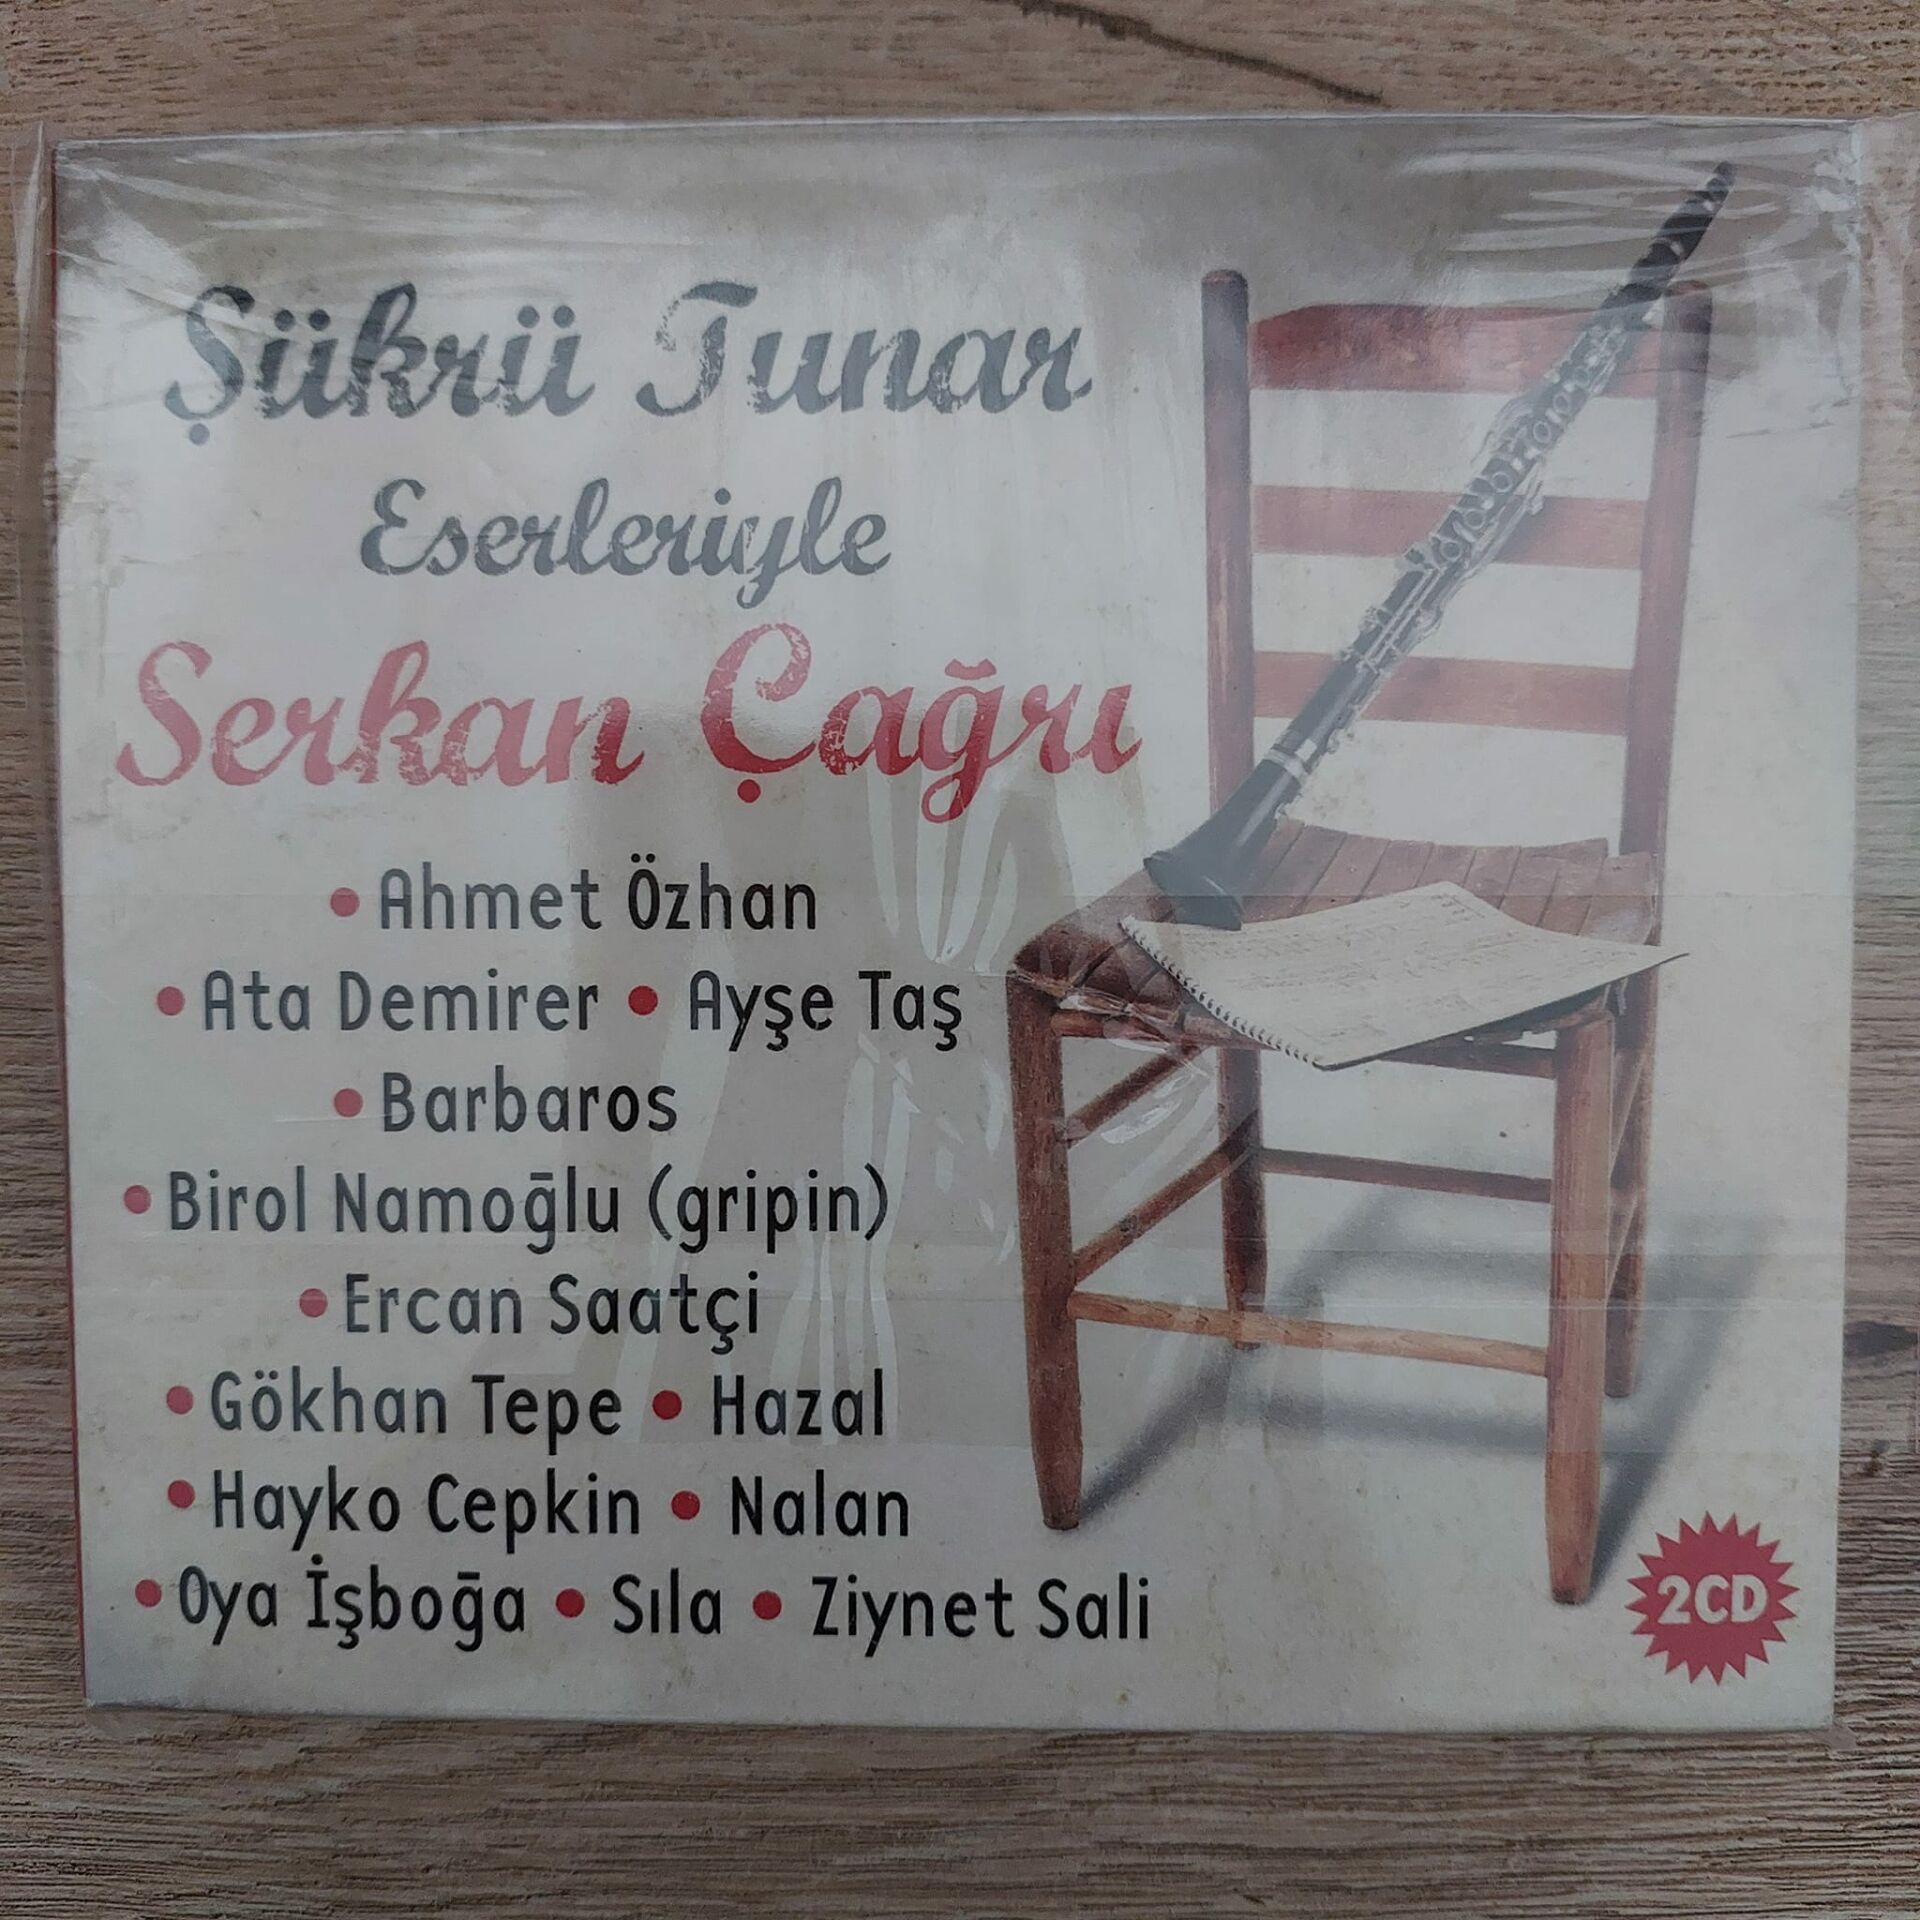 Şükrü Tunar
Eserleriyle
Serkan Çağrı
• Ahmet Özhan
• Ata Demirer • Ayşe Taş
• Barbaros
• Birol Namoğlu (gripin)
• Ercan Saatçi
• Gökhan Tepe • Hazal
• Hayko Cepkin • Nalan
• Oya İşboğa • Sıla • Ziynet Sali
2CD